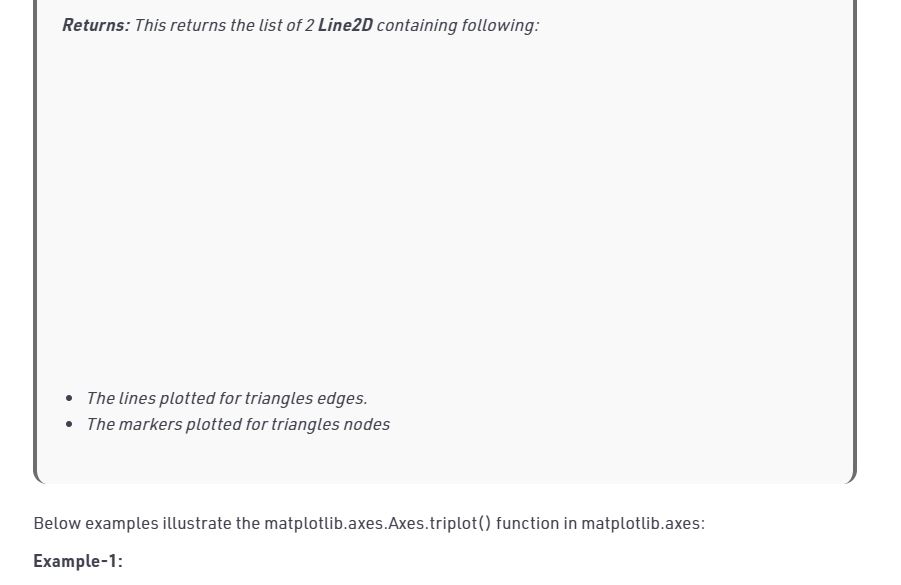 Returns: This returns the list of 2 Line2D containing following:
The lines plotted for triangles edges.
The markers plotted for triangles nodes
Below examples illustrate the matplotlib.axes.Axes.triplot() function in matplotlib.axes:
Example-1: